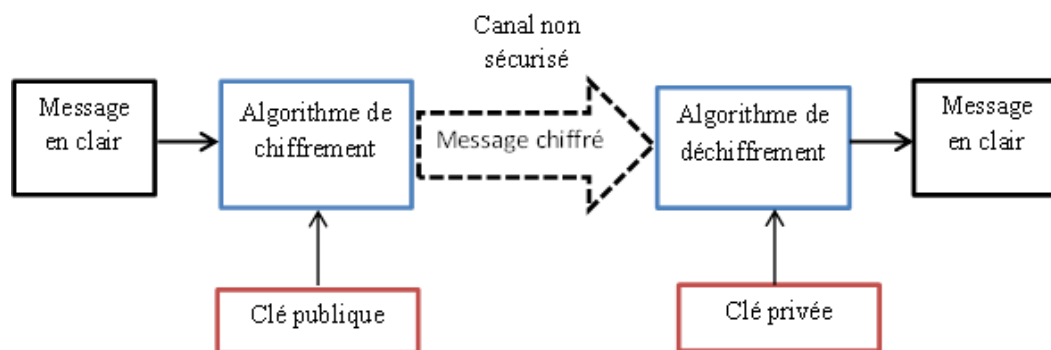 Canal non
sécurisé
Message
en clair
Algorithme de
chiffrement
Message chiffré
Algorithme de
déchiffrement
Message
en clair
Clé publique
Clé privée